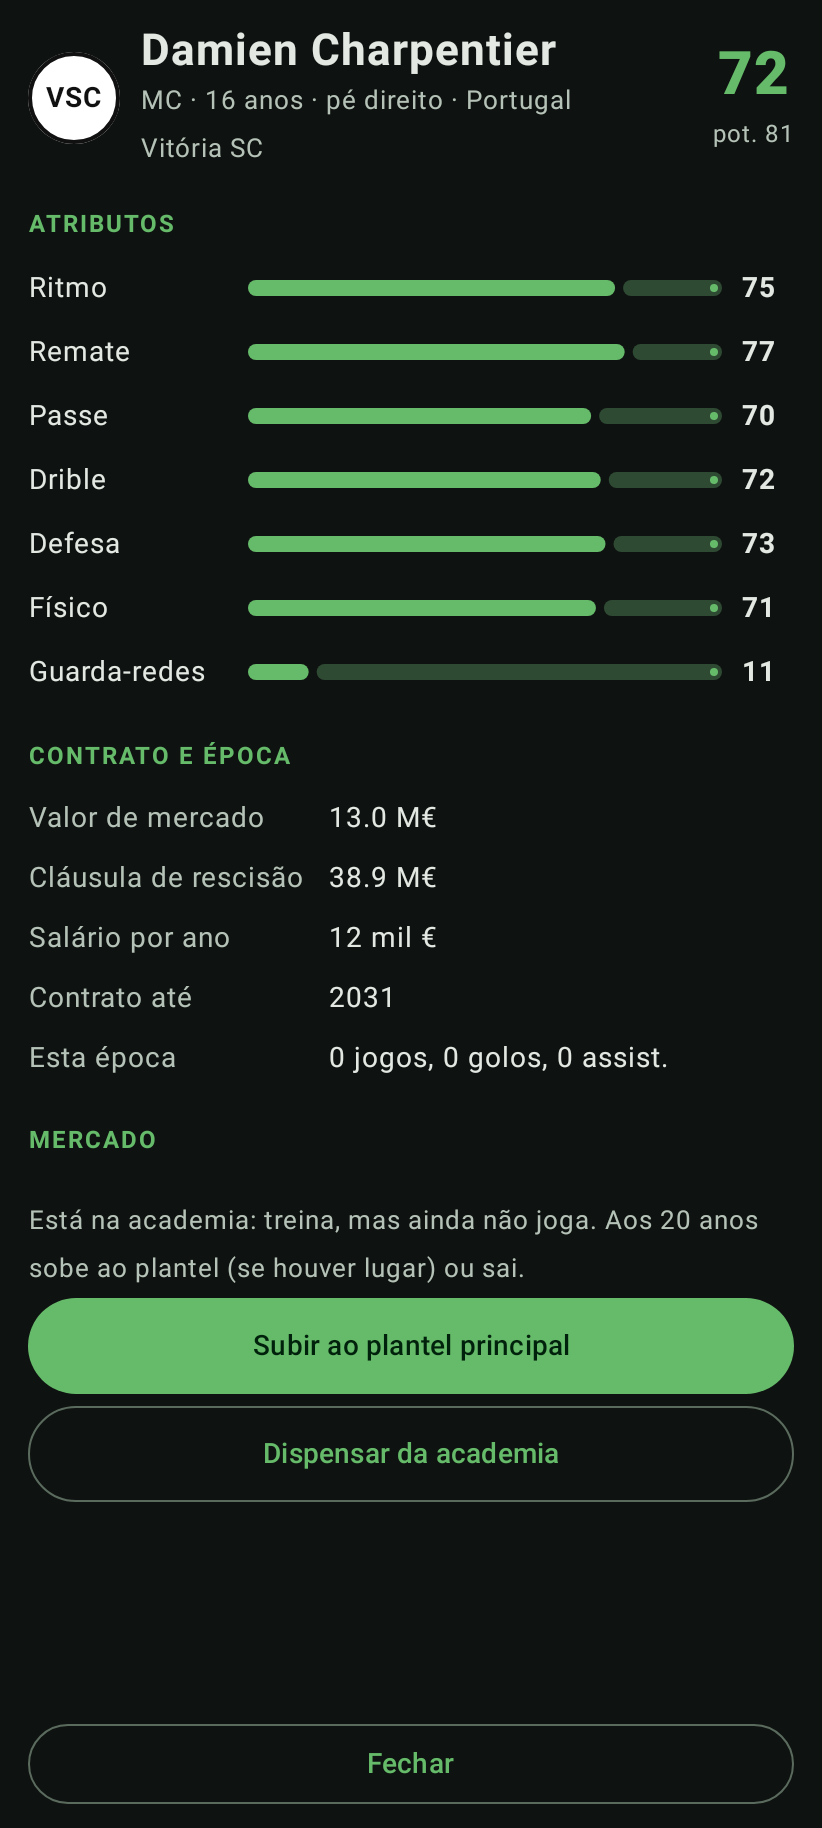 VSC
Damien Charpentier
MC · 16 anos · pé direito · Portugal
Vitória SC
72
pot. 81
ATRIBUTOS
Ritmo 75
Remate 77
Passe 70
Drible 72
Defesa 73
Físico 71
Guarda-redes 11
CONTRATO E ÉPOCA
Valor de mercado 13.0 M€
Cláusula de rescisão 38.9 M€
Salário por ano 12 mil €
Contrato até 2031
Esta época 0 jogos, 0 golos, 0 assist.
MERCADO
Está na academia: treina, mas ainda não joga. Aos 20 anos
sobe ao plantel (se houver lugar) ou sai.
Subir ao plantel principal
Dispensar da academia
Fechar